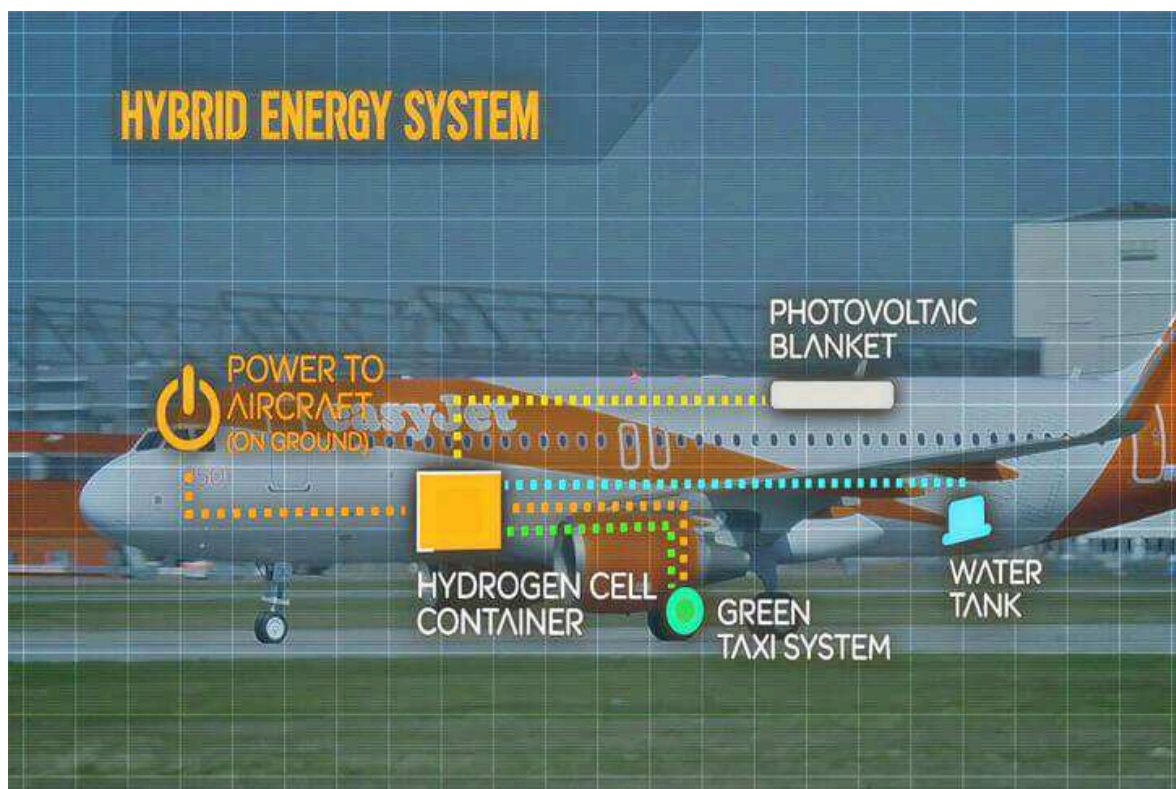 HYBRID ENERGY SYSTEM
PHOTOVOLTAIC
BLANKET
POWER TO
AIRCRAFT
(ON GROUND)
easyJet
HYDROGEN CELL
CONTAINER
WATER
TANK
GREEN
TAXI SYSTEM